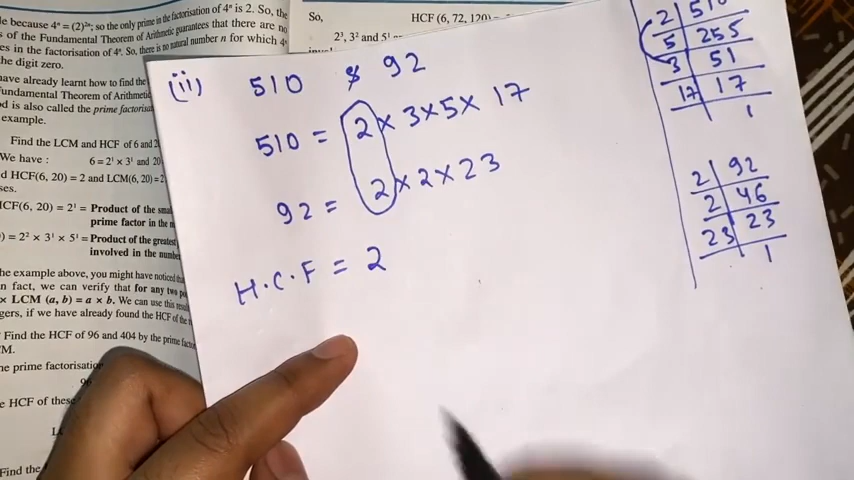 le because 4ⁿ = (2)²ⁿ; so the only prime in the factorisation of 4ⁿ is 2. So, the
s of the Fundamental Theorem of Arithmetic guarantees that there are no
es in the factorisation of 4ⁿ. So, there is no natural number n for which 4ⁿ
he digit zero.
ave already learnt how to find the
undamental Theorem of Arithmetic
d is also called the prime factorisa
example.
Find the LCM and HCF of 6 and 2
We have : 6 = 2¹ × 3¹ and 20
d HCF(6, 20) = 2 and LCM(6, 20) = 2
ses.
HCF(6, 20) = 2¹ = Product of the sma
prime factor in the n
) = 2² × 3¹ × 5¹ = Product of the greatest
involved in the numbe
he example above, you might have noticed tha
n fact, we can verify that for any two po
× LCM (a, b) = a × b. We can use this resu
gers, if we have already found the HCF of the
Find the HCF of 96 and 404 by the prime factor
CM.
he prime factorisatio
e HCF of these
Find the
So, HCF (6, 72, 120)
2³, 3² and 5¹
(ii) 510 & 92
510 = 2 × 3 × 5 × 17
92 = 2 × 2 × 23
H.C.F = 2
2 | 510
5 | 255
3 | 51
17 | 17
1
2 | 92
2 | 46
23 | 23
1